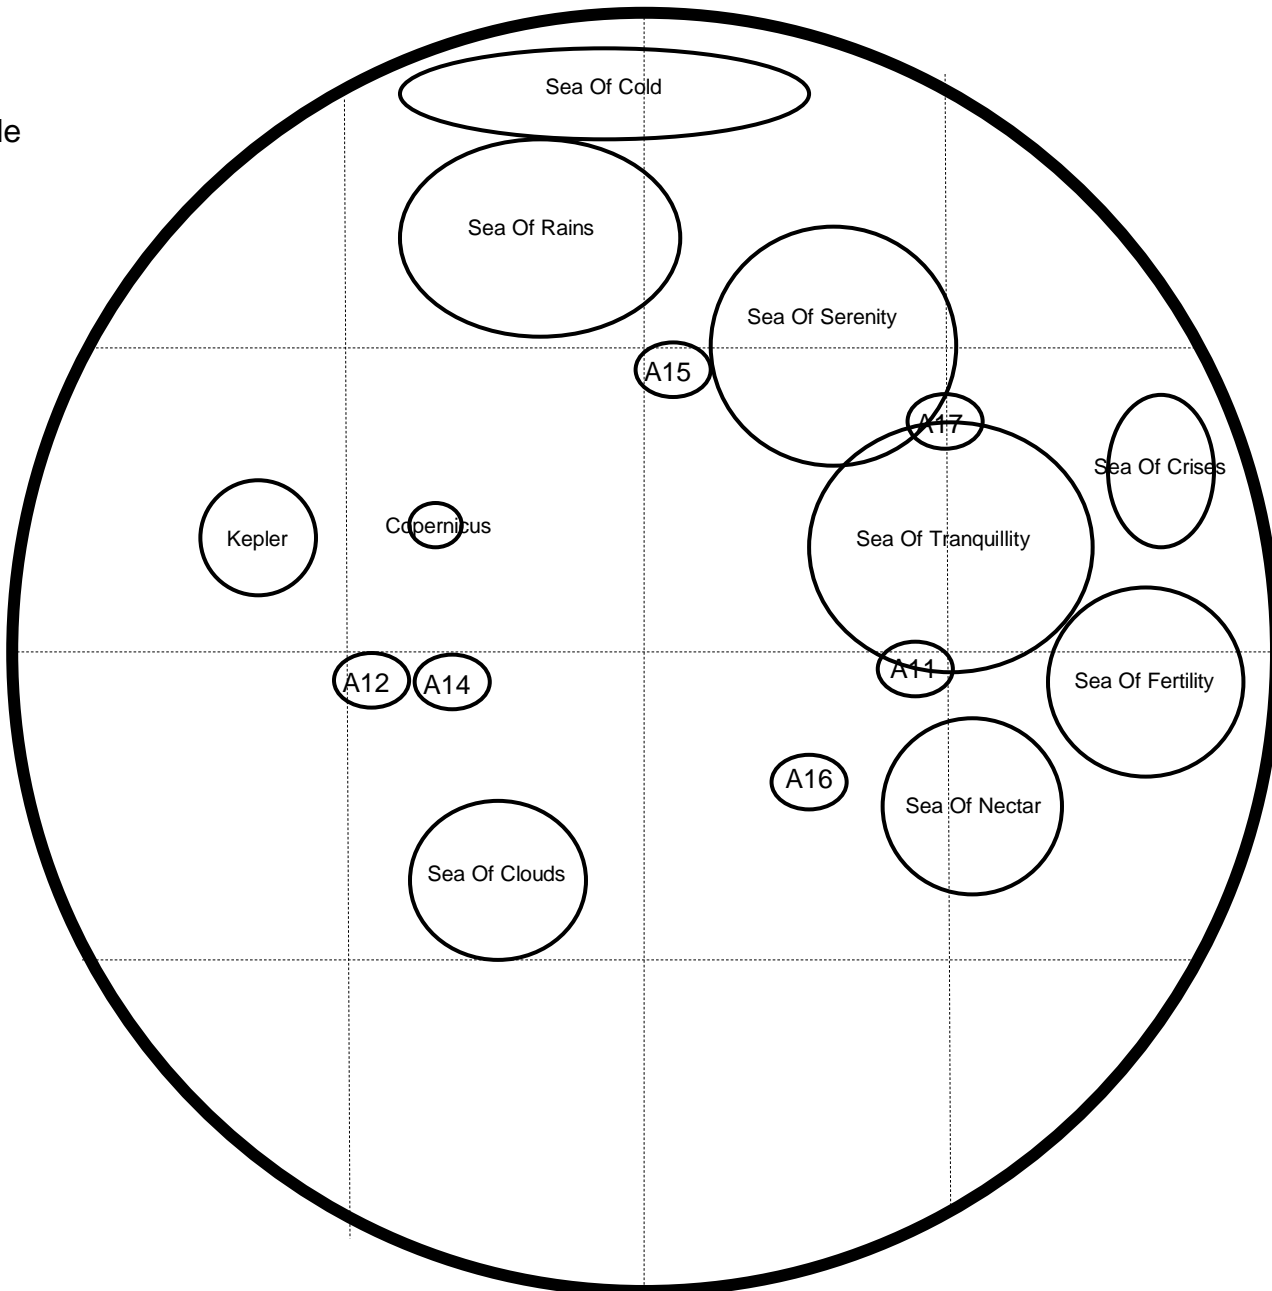 Sea Of Cold
le
Sea Of Rains
Sea Of Serenity
A15
A17
Sea Of Crises
Copernicus
Kepler
Sea Of Tranquillity
A11
Sea Of Fertility
A12
A14
A16
Sea Of Nectar
Sea Of Clouds